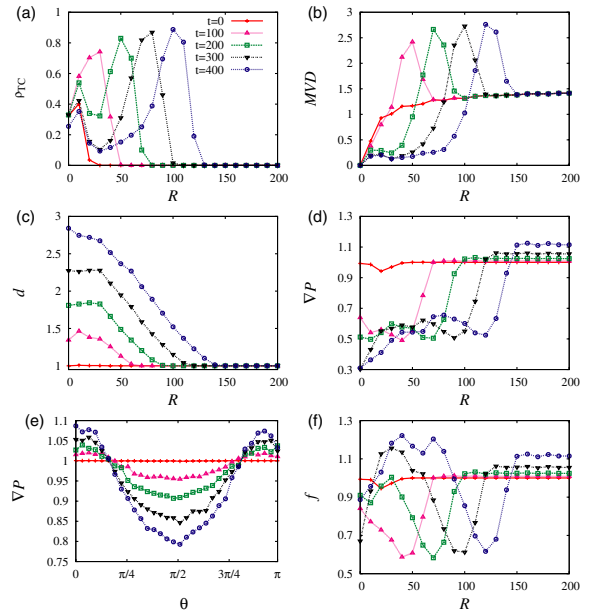 (a)
t=0
t=100
t=200
t=300
t=400
ρTC
1
0.8
0.6
0.4
0.2
0
0 50 100 150 200
R
(b)
MVD
3
2.5
2
1.5
1
0.5
0
0 50 100 150 200
R
(c)
d
3
2.5
2
1.5
1
0 50 100 150 200
R
(d)
∇P
1.3
1.1
0.9
0.7
0.5
0.3
0 50 100 150 200
R
(e)
∇P
1.1
1.05
1
0.95
0.9
0.85
0.8
0.75
0 π/4 π/2 3π/4 π
θ
(f)
f
1.3
1.1
0.9
0.7
0.5
0 50 100 150 200
R